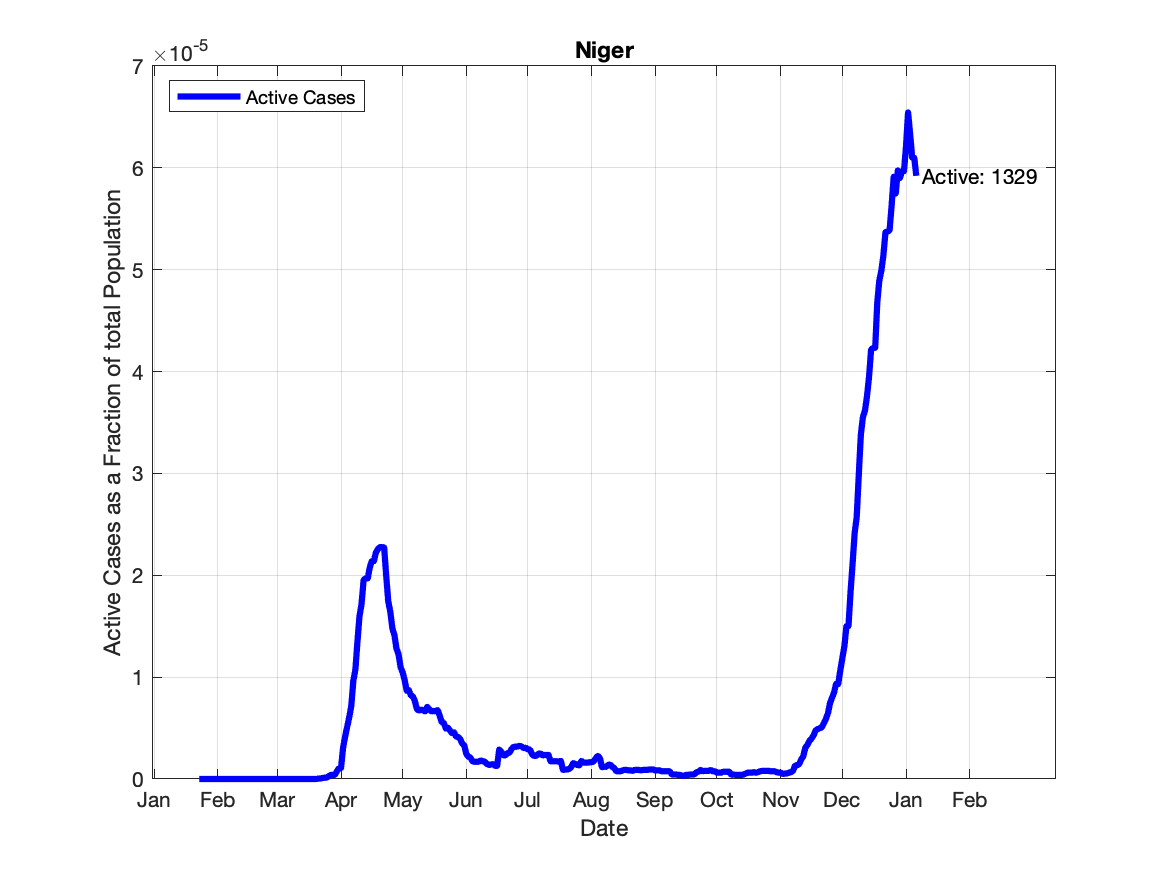 Niger
×10-5
7
Active Cases
6
Active: 1329
5
4
3
2
1
0
Active Cases as a Fraction of total Population
Jan Feb Mar Apr May Jun Jul Aug Sep Oct Nov Dec Jan Feb
Date